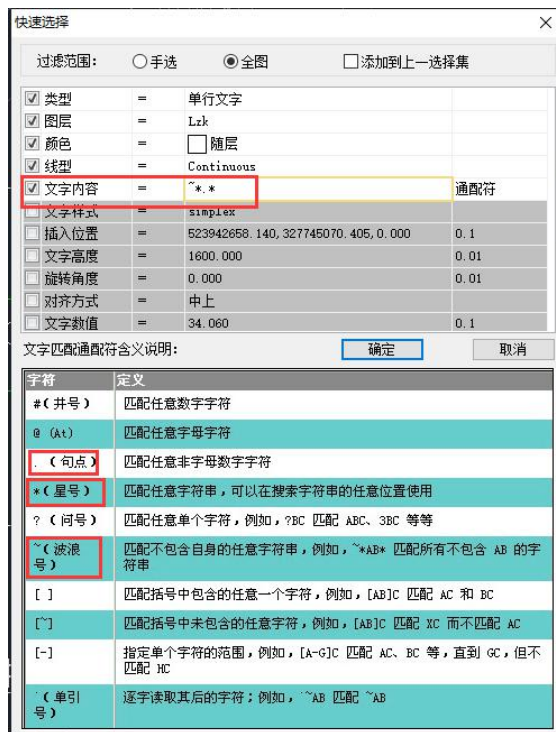 快速选择
过滤范围： 手选 全图 添加到上一选择集
类型 = 单行文字
图层 = Lzk
颜色 = 随层
线型 = Continuous
文字内容 = ~*.* 通配符
文字样式 = simplex
插入位置 = 523942658.140,327745070.405,0.000 0.1
文字高度 = 1600.000 0.01
旋转角度 = 0.000 0.01
对齐方式 = 中上
文字数值 = 34.060 0.1
文字匹配通配符含义说明： 确定 取消
字符 定义
#(井号) 匹配任意数字字符
@ (At) 匹配任意字母字符
. (句点) 匹配任意非字母数字字符
*(星号) 匹配任意字符串，可以在搜索字符串的任意位置使用
? (问号) 匹配任意单个字符，例如，?BC 匹配 ABC、3BC 等等
~(波浪
号) 匹配不包含自身的任意字符串，例如，~*AB* 匹配所有不包含 AB 的字
符串
[ ] 匹配括号中包含的任意一个字符，例如，[AB]C 匹配 AC 和 BC
[~] 匹配括号中未包含的任意字符，例如，[AB]C 匹配 XC 而不匹配 AC
[-] 指定单个字符的范围，例如，[A-G]C 匹配 AC、BC 等，直到 GC，但不
匹配 HC
`(单引
号) 逐字读取其后的字符；例如，`~AB 匹配 ~AB